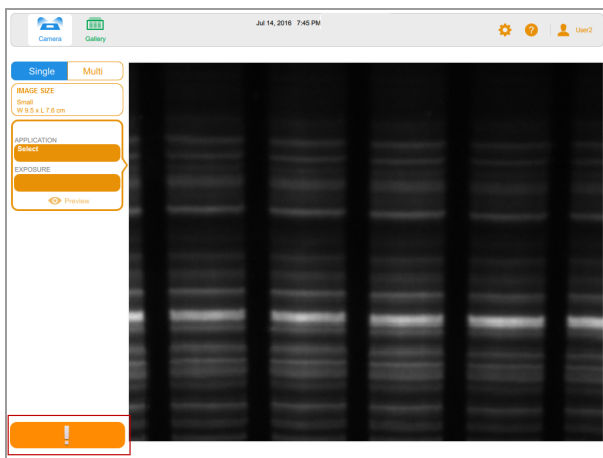 Jul 14, 2016 7:45 PM
Camera
Gallery
?
User2
Single
Multi
IMAGE SIZE
Small
W 9.5 x L 7.6 cm
APPLICATION
Select
EXPOSURE
Preview